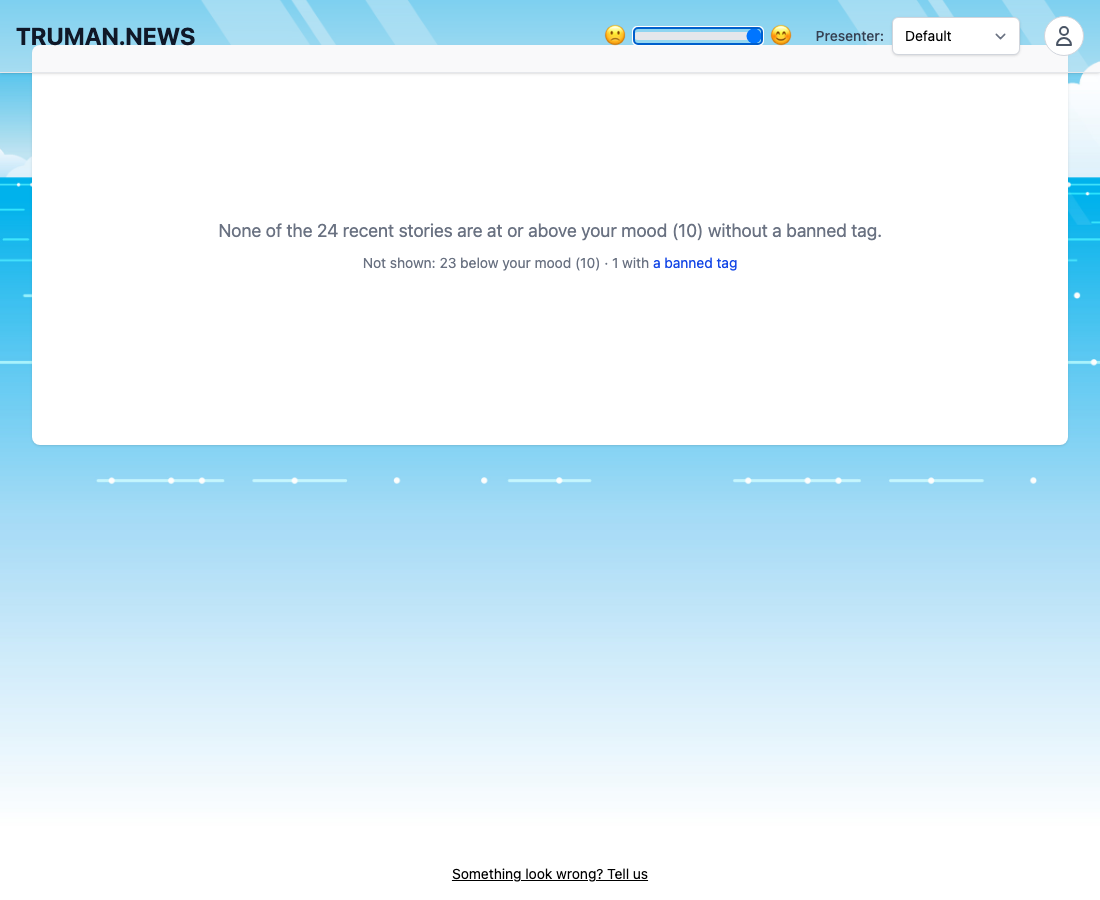 TRUMAN.NEWS
Presenter:
Default
None of the 24 recent stories are at or above your mood (10) without a banned tag.
Not shown: 23 below your mood (10) · 1 with a banned tag
Something look wrong? Tell us